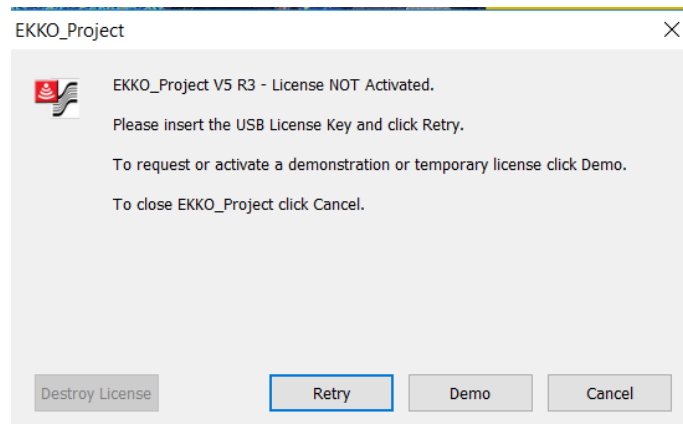 EKKO_Project
EKKO_Project V5 R3 - License NOT Activated.
Please insert the USB License Key and click Retry.
To request or activate a demonstration or temporary license click Demo.
To close EKKO_Project click Cancel.
Destroy License
Retry
Demo
Cancel